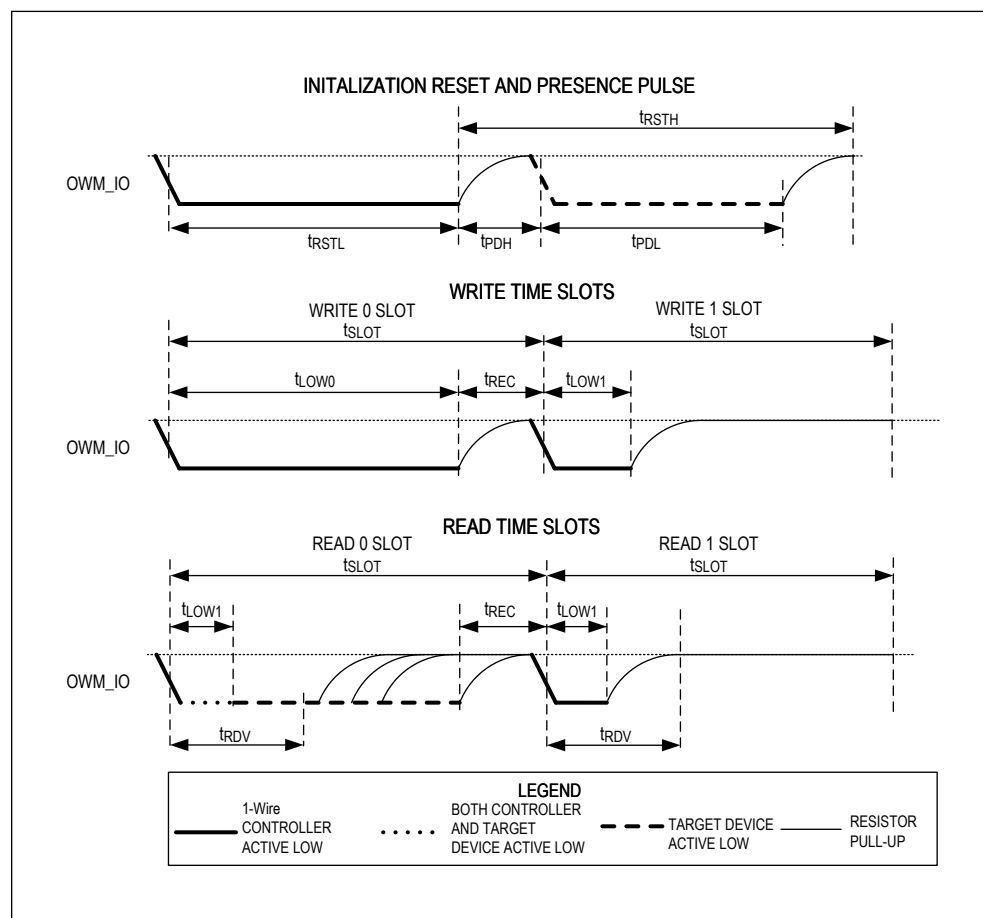 INITALIZATION RESET AND PRESENCE PULSE
tRSTH
OWM_IO
tRSTL
tPDH
tPDL
WRITE TIME SLOTS
WRITE 0 SLOT
tSLOT
WRITE 1 SLOT
tSLOT
tLOW0
tREC
tLOW1
OWM_IO
READ TIME SLOTS
READ 0 SLOT
tSLOT
READ 1 SLOT
tSLOT
tLOW1
tREC
tLOW1
OWM_IO
tRDV
tRDV
LEGEND
1-Wire
CONTROLLER
ACTIVE LOW
BOTH CONTROLLER
AND TARGET
DEVICE ACTIVE LOW
TARGET DEVICE
ACTIVE LOW
RESISTOR
PULL-UP